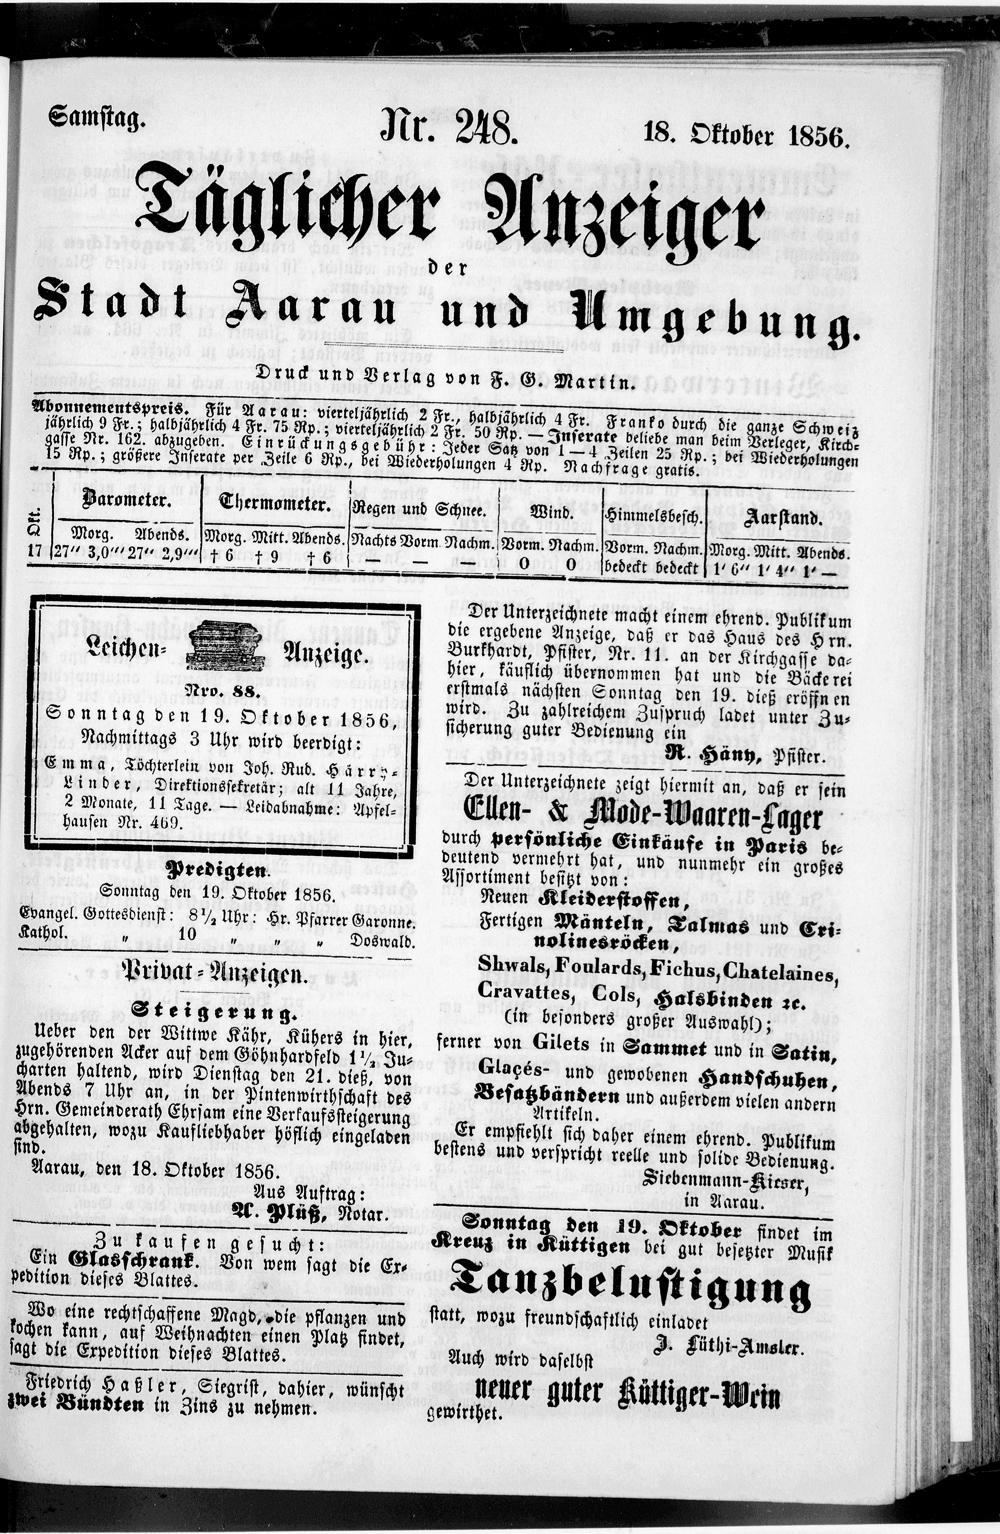 Samstag.
Nr. 248.
18. Oktober 1856.
Täglicher Anzeiger
der
Stadt Aarau und Umgebung.
Druck und Verlag von F. G. Martin.
Abonnementspreis. Für Aarau: vierteljährlich 2 Fr., halbjährlich 4 Fr. Franko durch die ganze Schweiz
jährlich 9 Fr.; halbjährlich 4 Fr. 75 Rp.; vierteljährlich 2 Fr. 50 Rp. — Inserate beliebe man beim Verleger, Kirch-
gasse Nr. 162. abzugeben. Einrückungsgebühr: Jeder Satz von 1—4 Zeilen 25 Rp.; bei Wiederholungen
15 Rp.; größere Inserate per Zeile 6 Rp., bei Wiederholungen 4 Rp. Nachfrage gratis.
Okt. Barometer. Thermometer. Regen und Schnee. Wind. Himmelsbesch. Aarstand.
Morg. Abends. Morg. Mitt. Abends. Nachts Vorm. Nachm. Vorm. Nachm. Vorm. Nachm. Morg. Mitt. Abends.
17 27'' 3,0''' 27'' 2,9''' † 6 † 9 † 6 — — — O O bedeckt bedeckt 1' 6'' 1' 4'' 1' —
Leichen-Anzeige.
Nro. 88.
Sonntag den 19. Oktober 1856,
Nachmittags 3 Uhr wird beerdigt:
Emma, Töchterlein von Joh. Rud. Härry-
Linder, Direktionssekretär; alt 11 Jahre,
2 Monate, 11 Tage. — Leidabnahme: Apfel-
hausen Nr. 469.
Predigten.
Sonntag den 19. Oktober 1856.
Evangel. Gottesdienst: 8½ Uhr: Hr. Pfarrer Garonne.
Kathol. " 10 " " " Doswald.
Privat-Anzeigen.
Steigerung.
Ueber den der Wittwe Kähr, Kühers in hier,
zugehörenden Acker auf dem Göhnhardfeld 1½ Ju-
charten haltend, wird Dienstag den 21. dieß, von
Abends 7 Uhr an, in der Pintenwirthschaft des
Hrn. Gemeinderath Ehrsam eine Verkaufssteigerung
abgehalten, wozu Kaufliebhaber höflich eingeladen
sind.
Aarau, den 18. Oktober 1856.
Aus Auftrag:
A. Plüß, Notar.
Zu kaufen gesucht:
Ein Glasschrank. Von wem sagt die Ex-
pedition dieses Blattes.
Wo eine rechtschaffene Magd, die pflanzen und
kochen kann, auf Weihnachten einen Platz findet,
sagt die Expedition dieses Blattes.
Friedrich Haßler, Siegrist, dahier, wünscht
zwei Bündten in Zins zu nehmen.
Der Unterzeichnete macht einem ehrend. Publikum
die ergebene Anzeige, daß er das Haus des Hrn.
Burkhardt, Pfister, Nr. 11. an der Kirchgasse da-
hier, käuflich übernommen hat und die Bäckerei
erstmals nächsten Sonntag den 19. dieß eröffnen
wird. Zu zahlreichem Zuspruch ladet unter Zu-
sicherung guter Bedienung ein
R. Häny, Pfister.
Der Unterzeichnete zeigt hiermit an, daß er sein
Ellen- & Mode-Waaren-Lager
durch persönliche Einkäufe in Paris be-
deutend vermehrt hat, und nunmehr ein großes
Assortiment besitzt von:
Neuen Kleiderstoffen,
Fertigen Mänteln, Talmas und Cri-
nolinesröcken,
Shwals, Foulards, Fichus, Chatelaines,
Cravattes, Cols, Halsbinden ꝛc.
(in besonders großer Auswahl);
ferner von Gilets in Sammet und in Satin,
Glaçés- und gewobenen Handschuhen,
Besatzbändern und außerdem vielen andern
Artikeln.
Er empfiehlt sich daher einem ehrend. Publikum
bestens und verspricht reelle und solide Bedienung.
Siebenmann-Kieser,
in Aarau.
Sonntag den 19. Oktober findet im
Kreuz in Küttigen bei gut besetzter Musik
Tanzbelustigung
statt, wozu freundschaftlich einladet
J. Lüthi-Amsler.
Auch wird daselbst
neuer guter Küttiger-Wein
gewirthet.